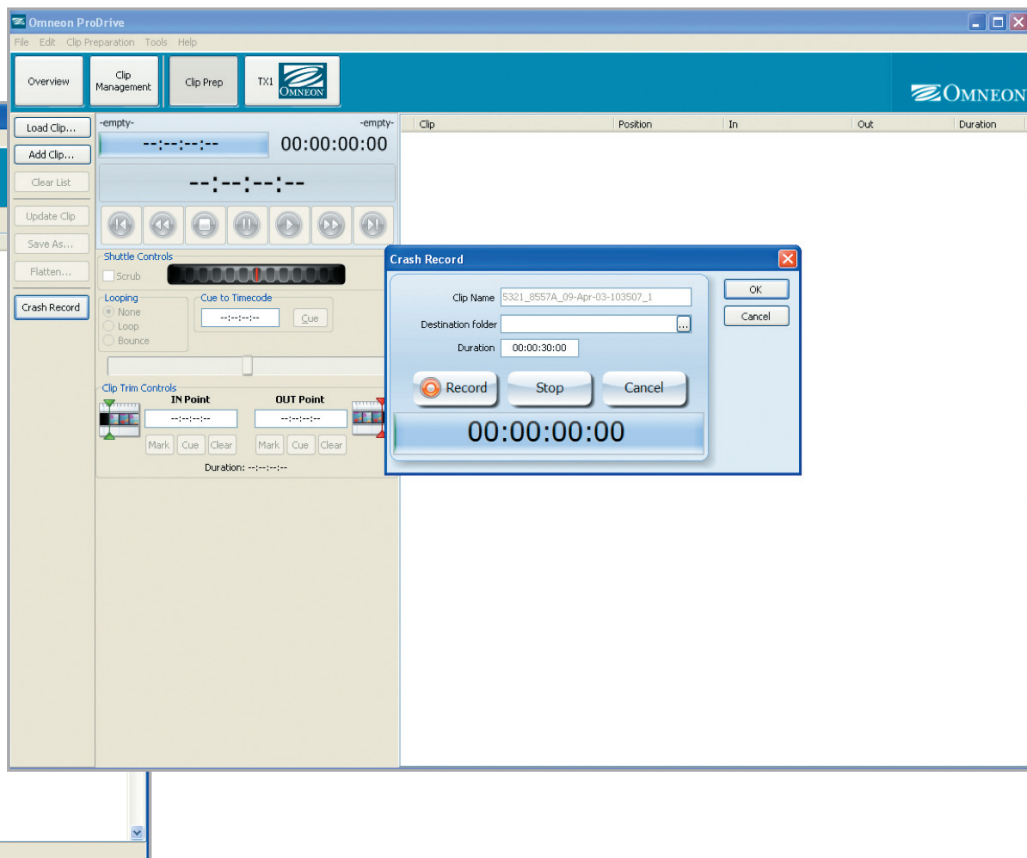 Omneon ProDrive
File Edit Clip Preparation Tools Help
Overview
Clip Management
Clip Prep
TX1 OMNEON
OMNEON
Load Clip...
Add Clip...
Clear List
Update Clip
Save As...
Flatten...
Crash Record
-empty- -empty-
--:--:--:-- 00:00:00:00
--:--:--:--
Shuttle Controls
Scrub
Looping
None
Loop
Bounce
Cue to Timecode
--:--:--:-- Cue
Clip Trim Controls
IN Point OUT Point
--:--:--:-- --:--:--:--
Mark Cue Clear Mark Cue Clear
Duration: --:--:--:--
Clip Position In Out Duration
Crash Record
Clip Name 5321_8557A_09-Apr-03-103507_1
Destination folder ...
Duration 00:00:30:00
Record Stop Cancel
00:00:00:00
OK
Cancel